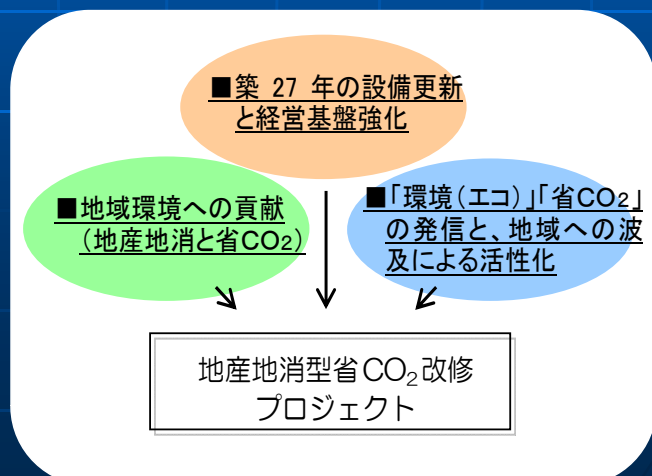 ■築 27 年の設備更新
と経営基盤強化
■地域環境への貢献
（地産地消と省CO₂）
■「環境（エコ）」「省CO₂」
の発信と、地域への波
及による活性化
地産地消型省CO₂改修
プロジェクト